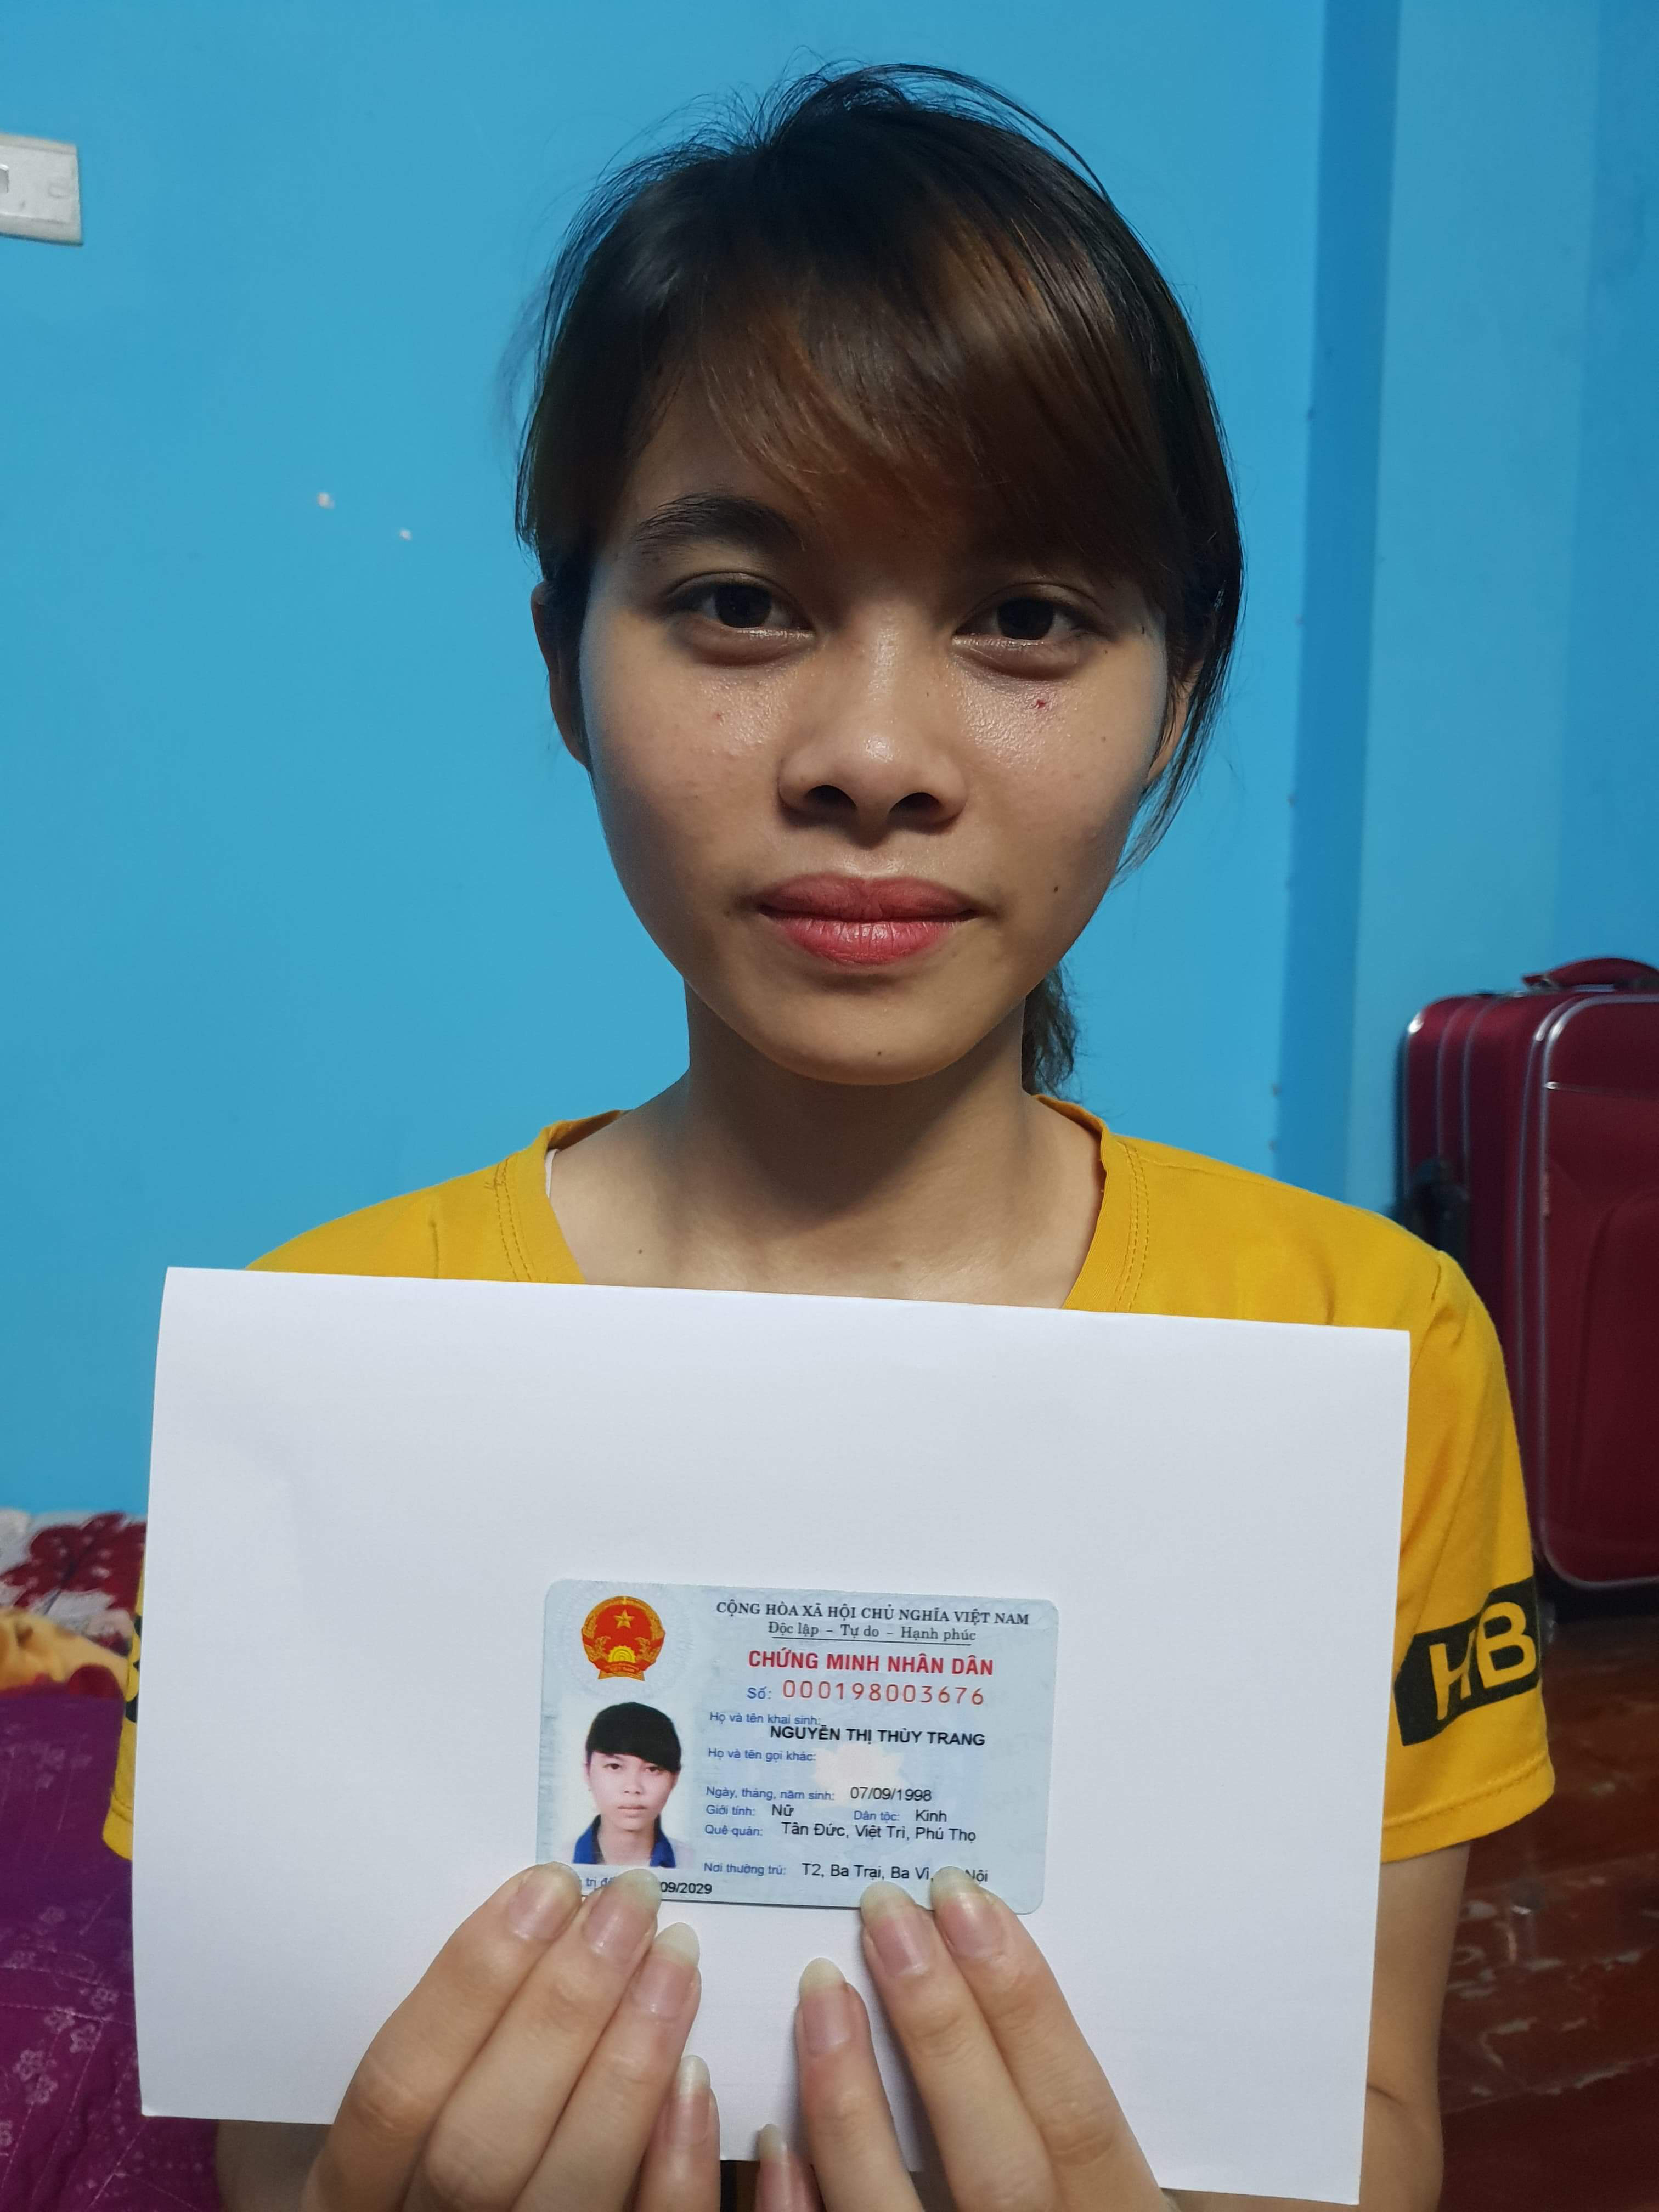 CỘNG HÒA XÃ HỘI CHỦ NGHĨA VIỆT NAM
Độc lập – Tự do – Hạnh phúc
CHỨNG MINH NHÂN DÂN
Số: 000198003676
Họ và tên khai sinh:
NGUYỄN THỊ THÙY TRANG
Họ và tên gọi khác:
Ngày, tháng, năm sinh: 07/09/1998
Giới tính: Nữ Dân tộc: Kinh
Quê quán: Tân Đức, Việt Trì, Phú Thọ
Nơi thường trú: T2, Ba Trại, Ba Vì, Nội
trị 09/2029
HB